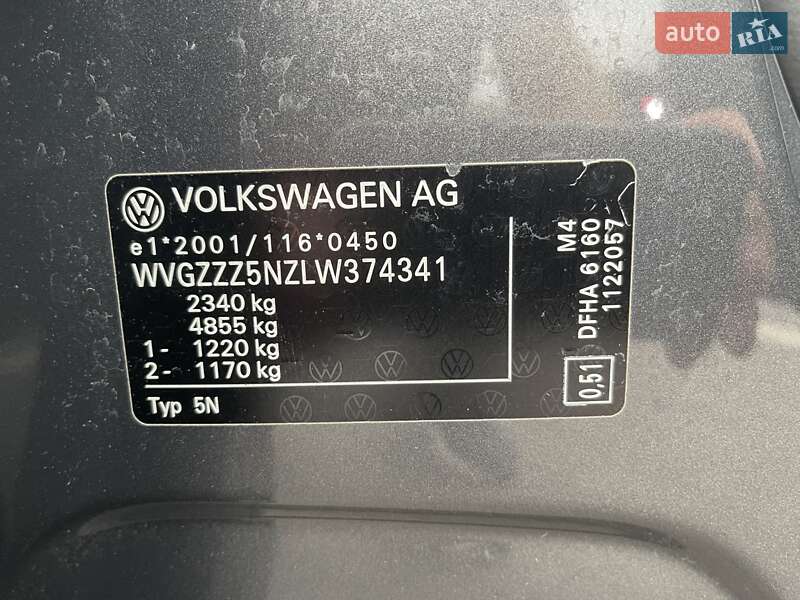 auto RIA.com
VOLKSWAGEN AG
e1*2001/116*0450
WVGZZZ5NZLW374341
2340 kg
4855 kg
1- 1220 kg
2- 1170 kg
Typ 5N
M4
DFHA 6160
1122057
0,51